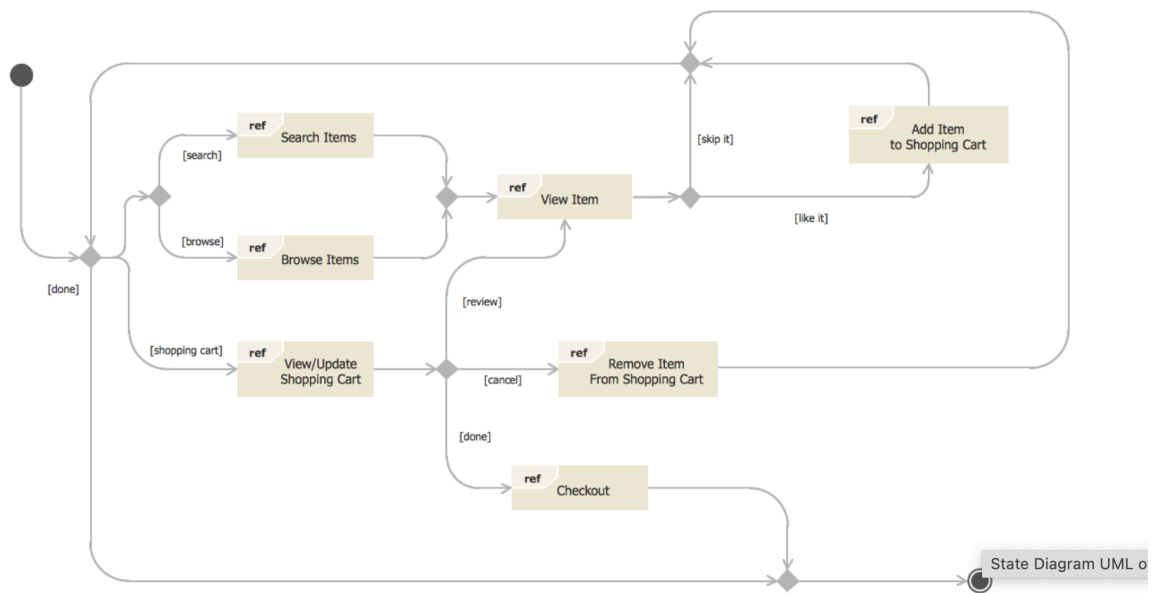 ref
Search Items
[search]
[browse]
ref
Browse Items
[done]
[shopping cart]
ref
View/Update
Shopping Cart
ref
View Item
[skip it]
[like it]
ref
Add Item
to Shopping Cart
[review]
[cancel]
ref
Remove Item
From Shopping Cart
[done]
ref
Checkout
State Diagram UML